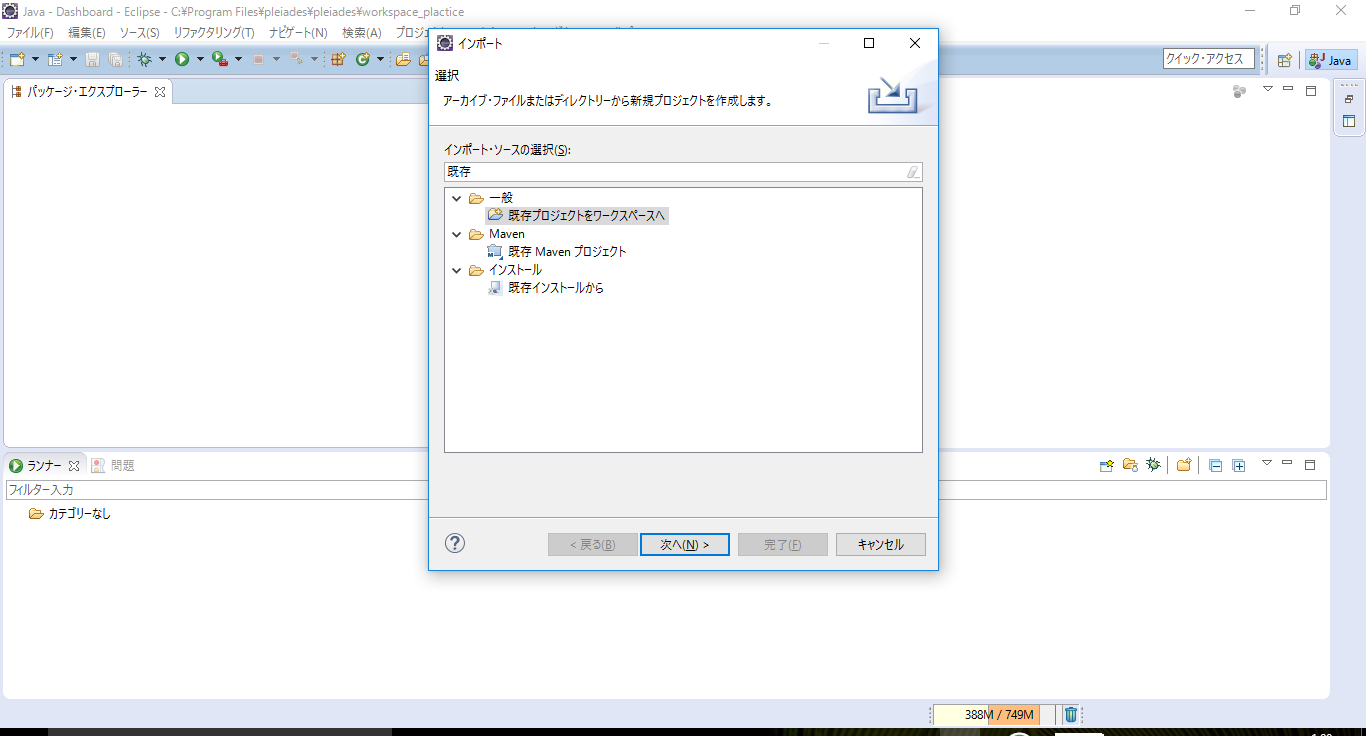 Java - Dashboard - Eclipse - C:¥Program Files¥pleiades¥pleiades¥workspace_plactice
ファイル(F) 編集(E) ソース(S) リファクタリング(T) ナビゲート(N) 検索(A) プロジェ
クイック・アクセス
Java
パッケージ・エクスプローラー
インポート
選択
アーカイブ・ファイルまたはディレクトリーから新規プロジェクトを作成します。
インポート・ソースの選択(S):
既存
一般
既存プロジェクトをワークスペースへ
Maven
既存 Maven プロジェクト
インストール
既存インストールから
< 戻る(B) 次へ(N) > 完了(F) キャンセル
ランナー 問題
フィルター入力
カテゴリーなし
388M / 749M